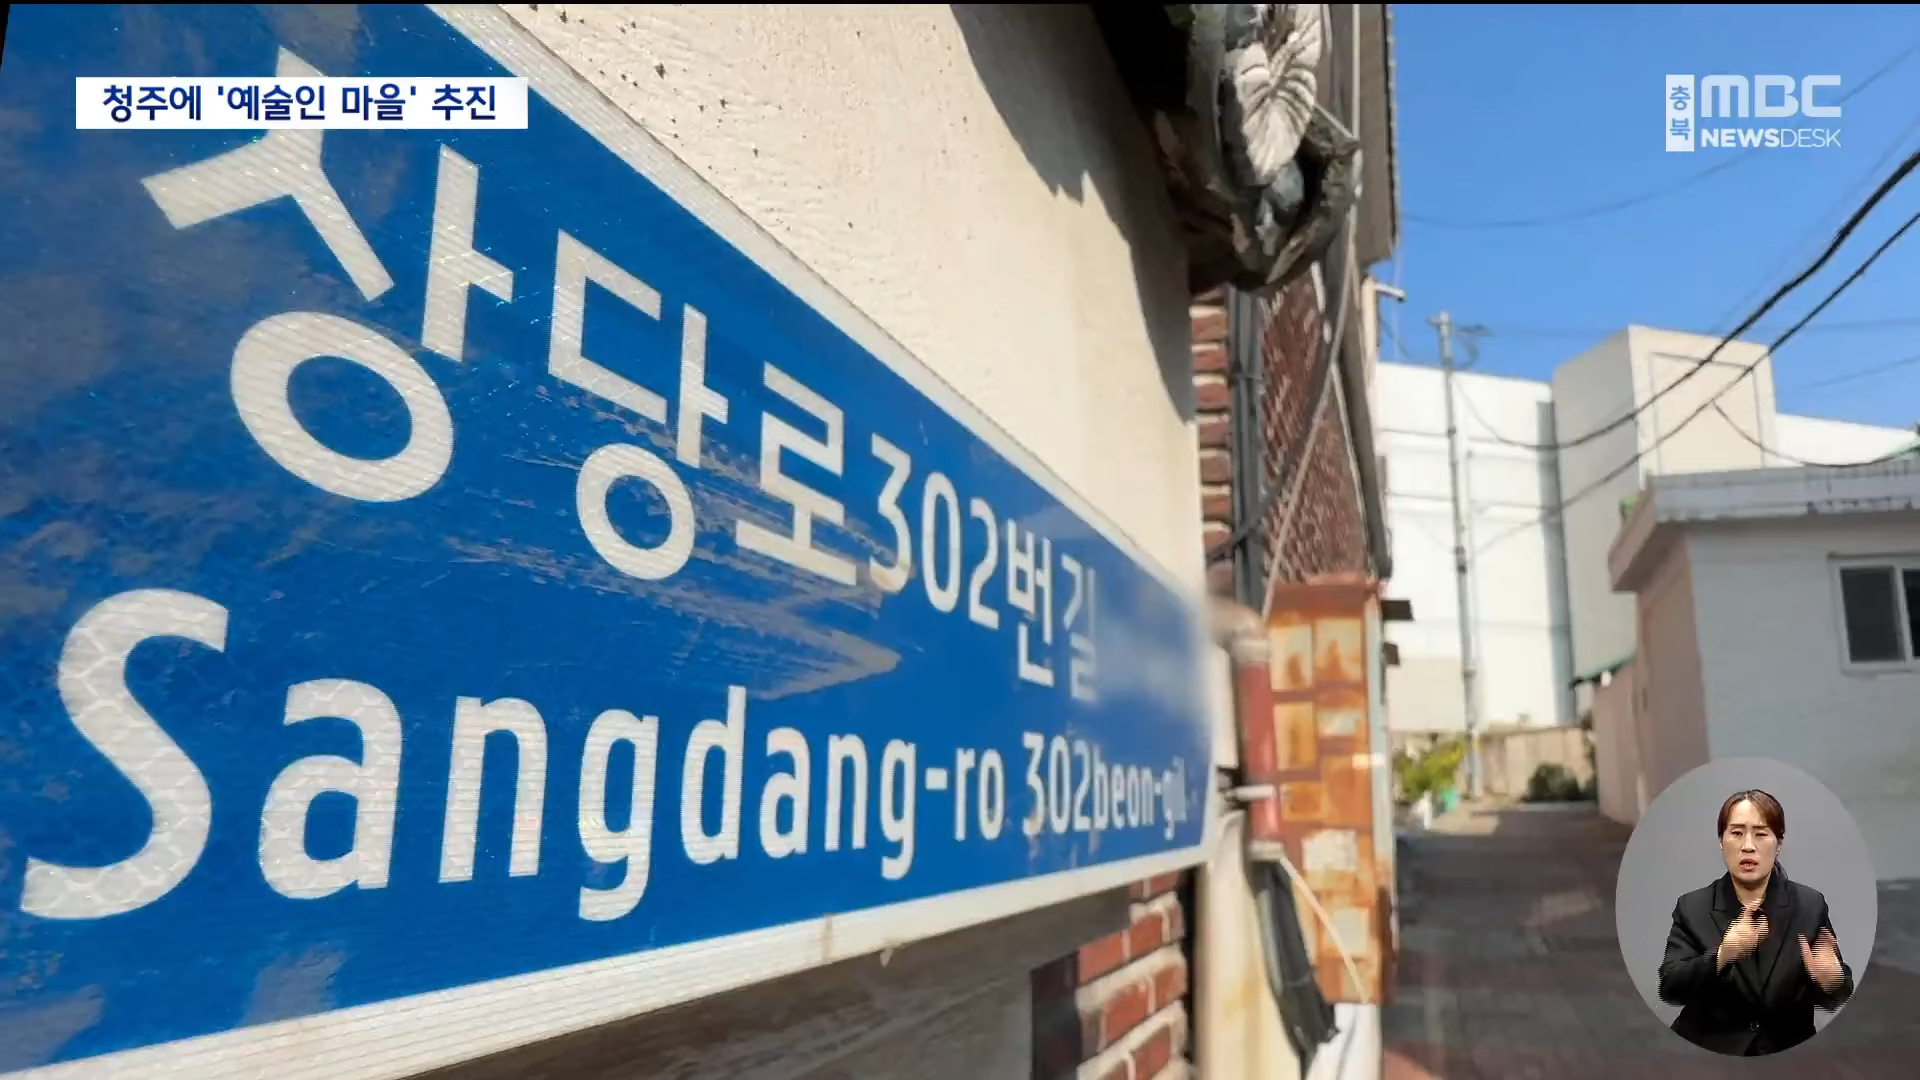 청주에 '예술인 마을' 추진
충북
MBC
NEWSDESK
상당로302번길
Sangdang-ro 302beon-gil